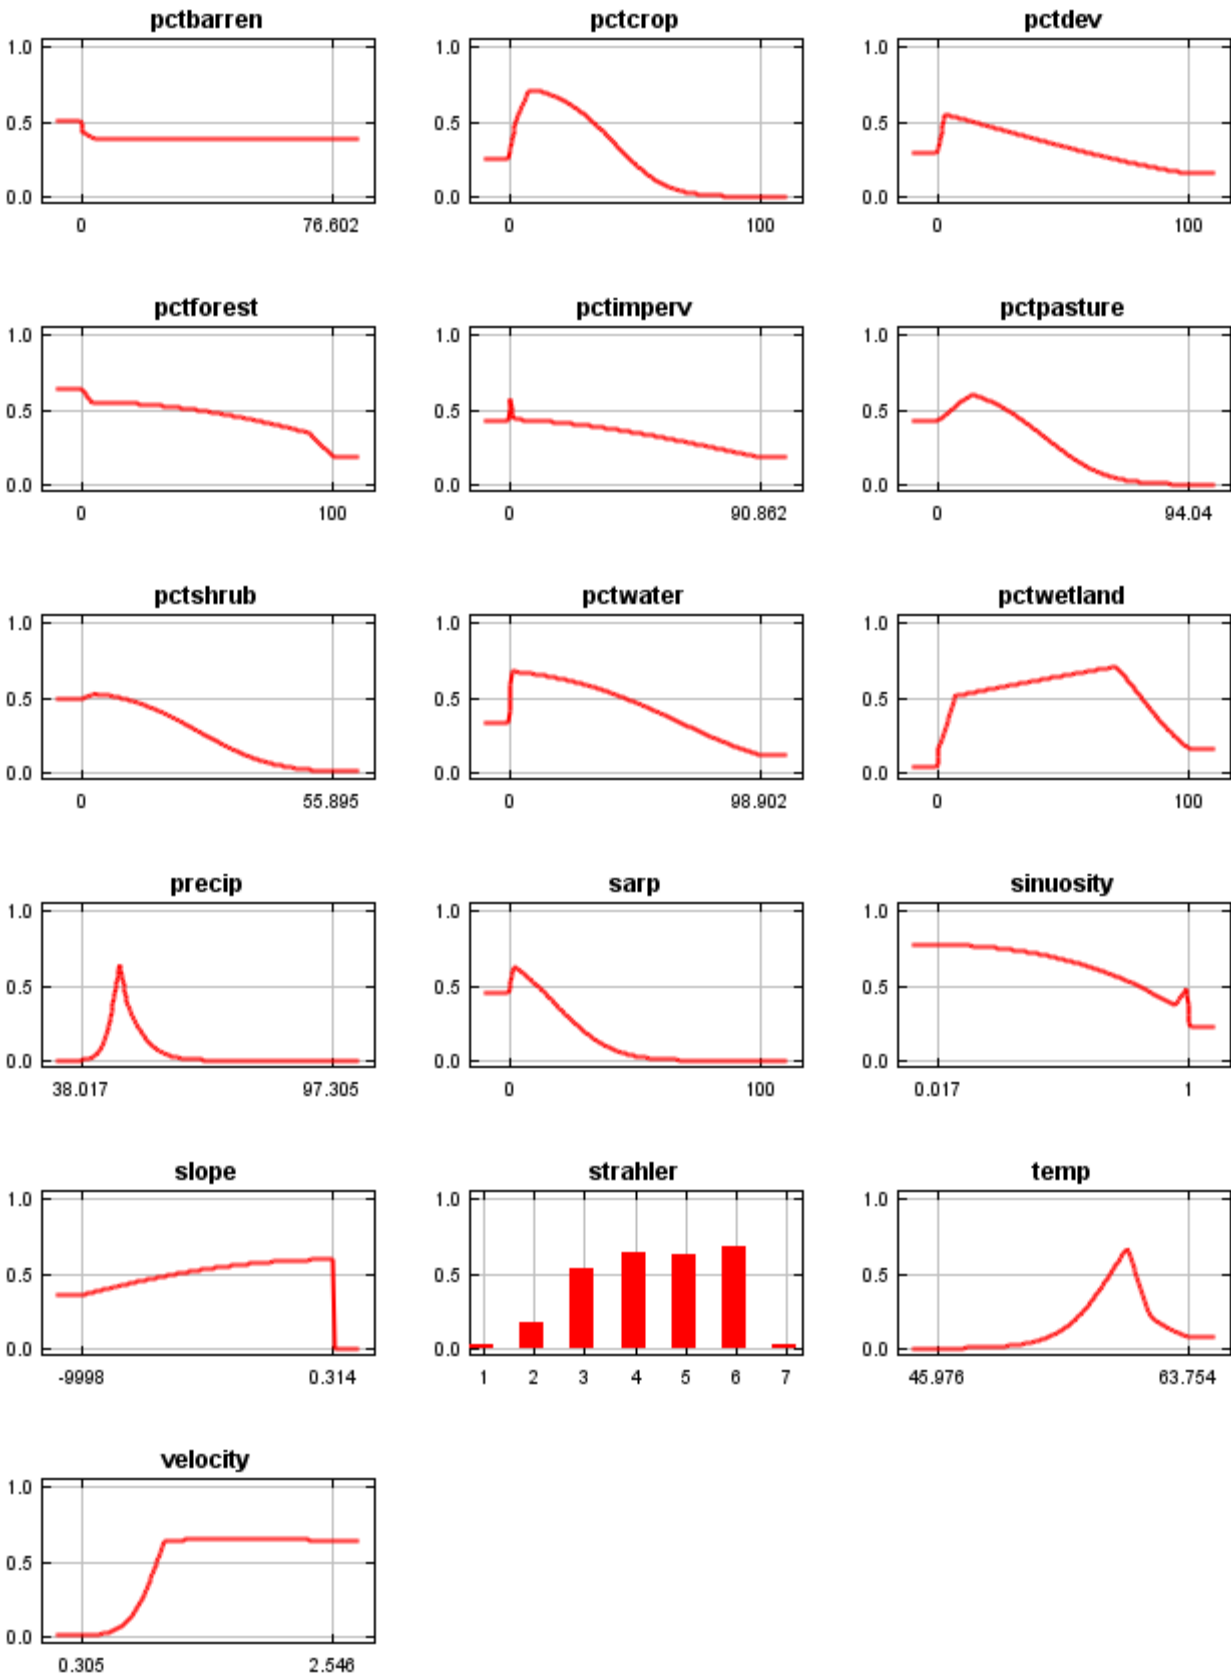 pctbarren pctcrop pctdev
1.0 1.0 1.0
0.5 0.5 0.5
0.0 0.0 0.0
0 76.602 0 100 0 100
pctforest pctimperv pctpasture
1.0 1.0 1.0
0.5 0.5 0.5
0.0 0.0 0.0
0 100 0 90.862 0 94.04
pctshrub pctwater pctwetland
1.0 1.0 1.0
0.5 0.5 0.5
0.0 0.0 0.0
0 55.895 0 98.902 0 100
precip sarp sinuosity
1.0 1.0 1.0
0.5 0.5 0.5
0.0 0.0 0.0
38.017 97.305 0 100 0.017 1
slope strahler temp
1.0 1.0 1.0
0.5 0.5 0.5
0.0 0.0 0.0
-9998 0.314 1 2 3 4 5 6 7 45.976 63.754
velocity
1.0
0.5
0.0
0.305 2.546